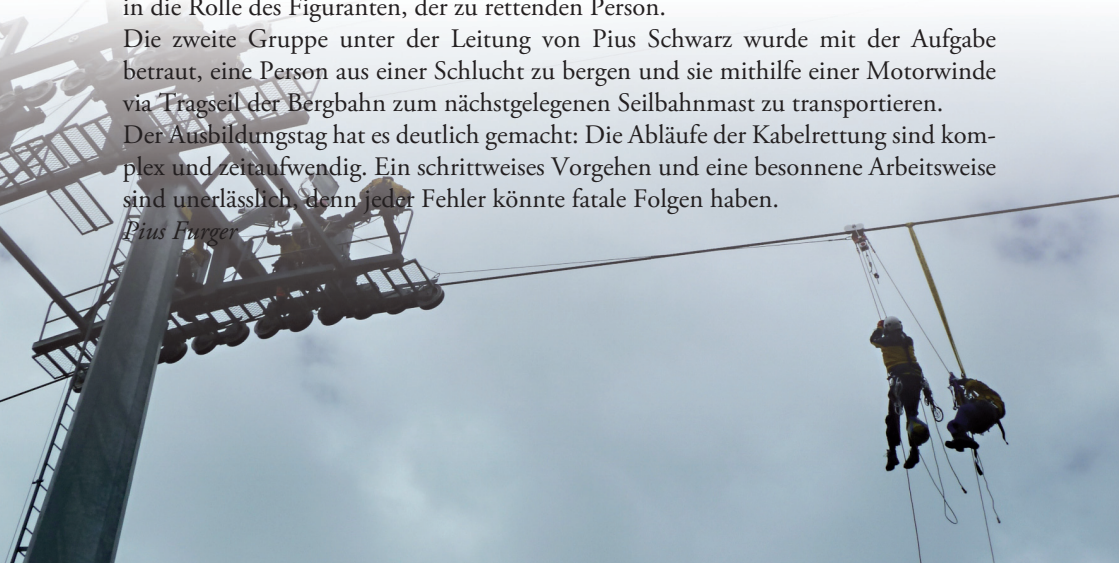 in die Rolle des Figuranten, der zu rettenden Person.
Die zweite Gruppe unter der Leitung von Pius Schwarz wurde mit der Aufgabe
betraut, eine Person aus einer Schlucht zu bergen und sie mithilfe einer Motorwinde
via Tragseil der Bergbahn zum nächstgelegenen Seilbahnmast zu transportieren.
Der Ausbildungstag hat es deutlich gemacht: Die Abläufe der Kabelrettung sind kom-
plex und zeitaufwendig. Ein schrittweises Vorgehen und eine besonnene Arbeitsweise
sind unerlässlich, denn jeder Fehler könnte fatale Folgen haben.
Pius Furger